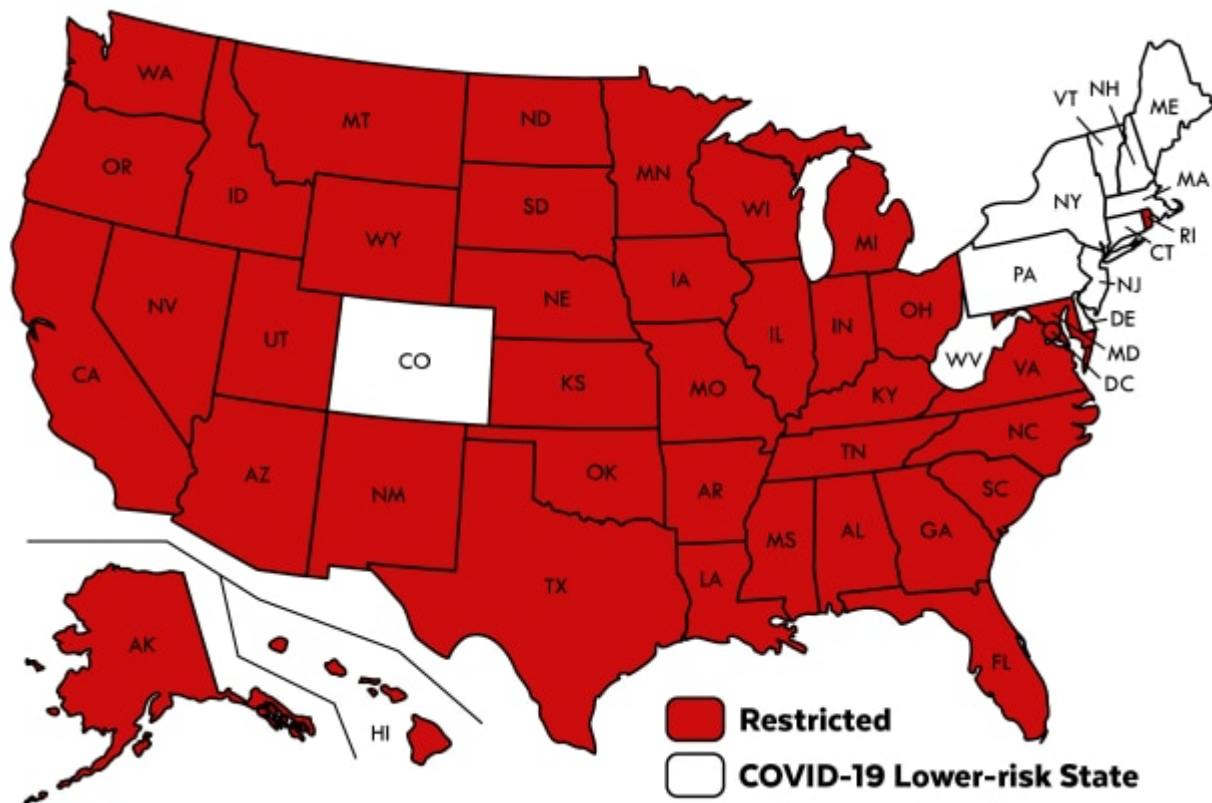 WA
MT
ND
MN
VT
NH
ME
OR
ID
SD
WI
MI
NY
MA
RI
CT
WY
IA
PA
NJ
NV
UT
NE
IL
IN
OH
DE
CO
WV
MD
DC
CA
KS
MO
KY
VA
AZ
NM
OK
AR
TN
NC
SC
TX
LA
MS
AL
GA
AK
HI
FL
Restricted
COVID-19 Lower-risk State